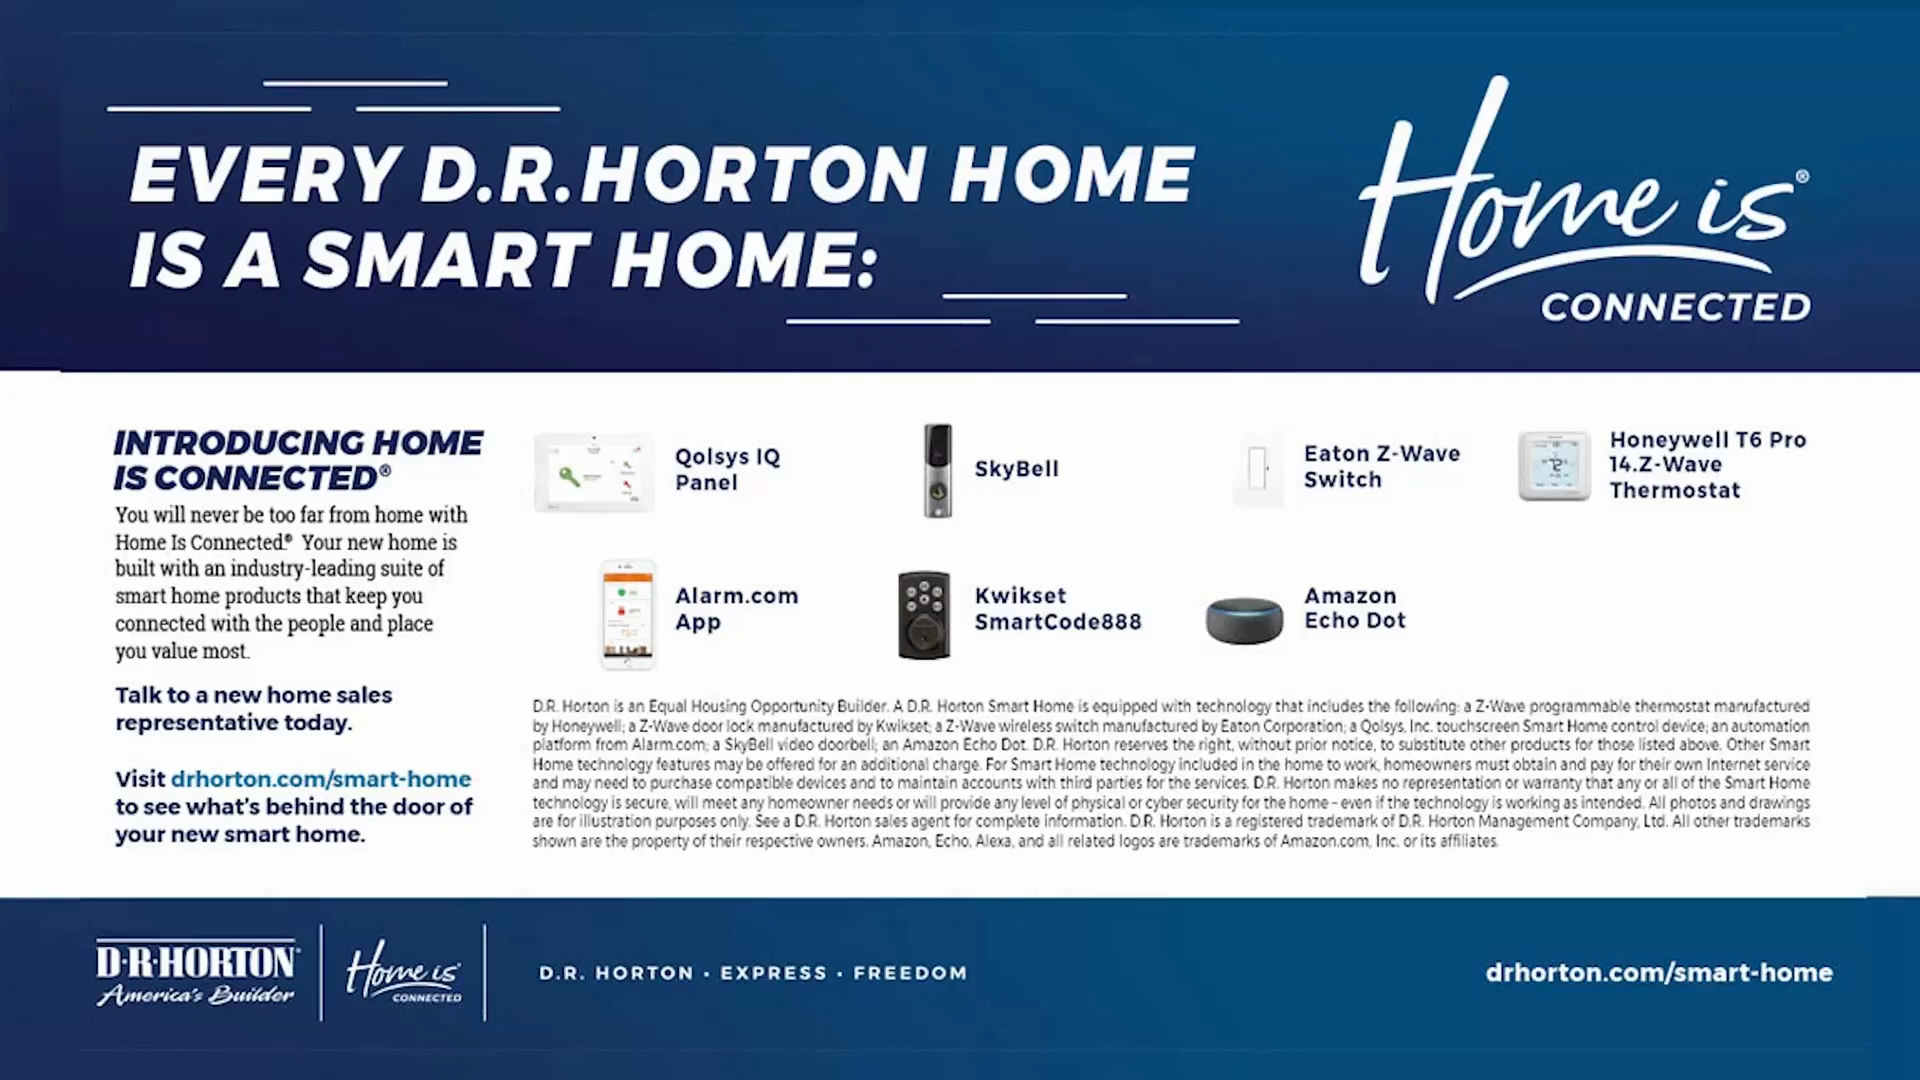 EVERY D.R.HORTON HOME
IS A SMART HOME:
Home is®
CONNECTED
INTRODUCING HOME
IS CONNECTED®
You will never be too far from home with
Home Is Connected.® Your new home is
built with an industry-leading suite of
smart home products that keep you
connected with the people and place
you value most.
Talk to a new home sales
representative today.
Visit drhorton.com/smart-home
to see what's behind the door of
your new smart home.
Qolsys IQ
Panel
SkyBell
Eaton Z-Wave
Switch
Honeywell T6 Pro
14.Z-Wave
Thermostat
Alarm.com
App
Kwikset
SmartCode888
Amazon
Echo Dot
D.R. Horton is an Equal Housing Opportunity Builder. A D.R. Horton Smart Home is equipped with technology that includes the following: a Z-Wave programmable thermostat manufactured
by Honeywell; a Z-Wave door lock manufactured by Kwikset; a Z-Wave wireless switch manufactured by Eaton Corporation; a Qolsys, Inc. touchscreen Smart Home control device; an automation
platform from Alarm.com; a SkyBell video doorbell; an Amazon Echo Dot. D.R. Horton reserves the right, without prior notice, to substitute other products for those listed above. Other Smart
Home technology features may be offered for an additional charge. For Smart Home technology included in the home to work, homeowners must obtain and pay for their own Internet service
and may need to purchase compatible devices and to maintain accounts with third parties for the services. D.R. Horton makes no representation or warranty that any or all of the Smart Home
technology is secure, will meet any homeowner needs or will provide any level of physical or cyber security for the home – even if the technology is working as intended. All photos and drawings
are for illustration purposes only. See a D.R. Horton sales agent for complete information. D.R. Horton is a registered trademark of D.R. Horton Management Company, Ltd. All other trademarks
shown are the property of their respective owners. Amazon, Echo, Alexa, and all related logos are trademarks of Amazon.com, Inc. or its affiliates.
D·R·HORTON
America's Builder
Home is
CONNECTED
D.R. HORTON • EXPRESS • FREEDOM
drhorton.com/smart-home